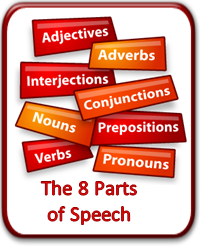 Adjectives
Adverbs
Interjections
Conjunctions
Nouns
Prepositions
Verbs
Pronouns
The 8 Parts
of Speech